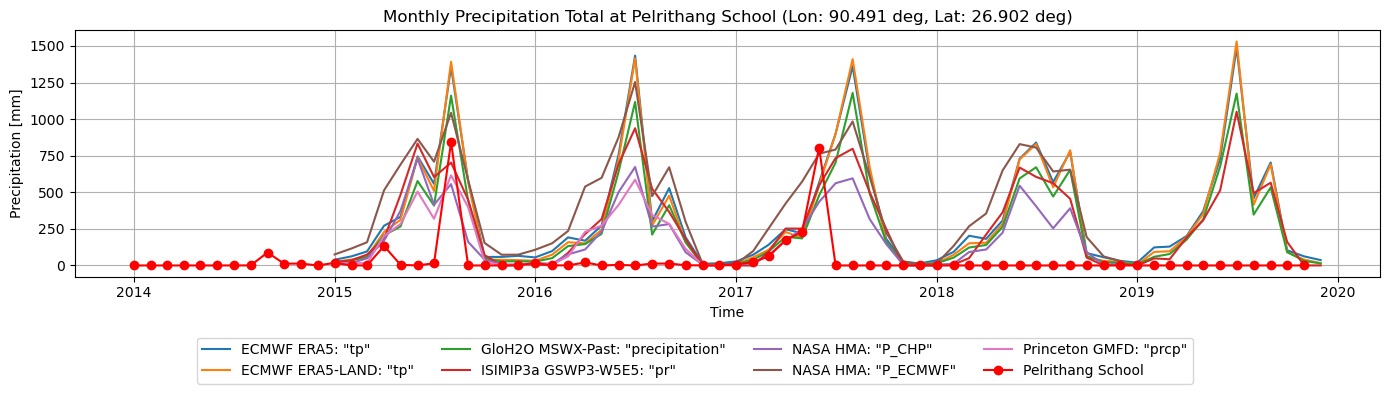 Monthly Precipitation Total at Pelrithang School (Lon: 90.491 deg, Lat: 26.902 deg)
Precipitation [mm]
1500
1250
1000
750
500
250
0
2014 2015 2016 2017 2018 2019 2020
Time
ECMWF ERA5: "tp" GloH2O MSWX-Past: "precipitation" NASA HMA: "P_CHP" Princeton GMFD: "prcp"
ECMWF ERA5-LAND: "tp" ISIMIP3a GSWP3-W5E5: "pr" NASA HMA: "P_ECMWF" Pelrithang School